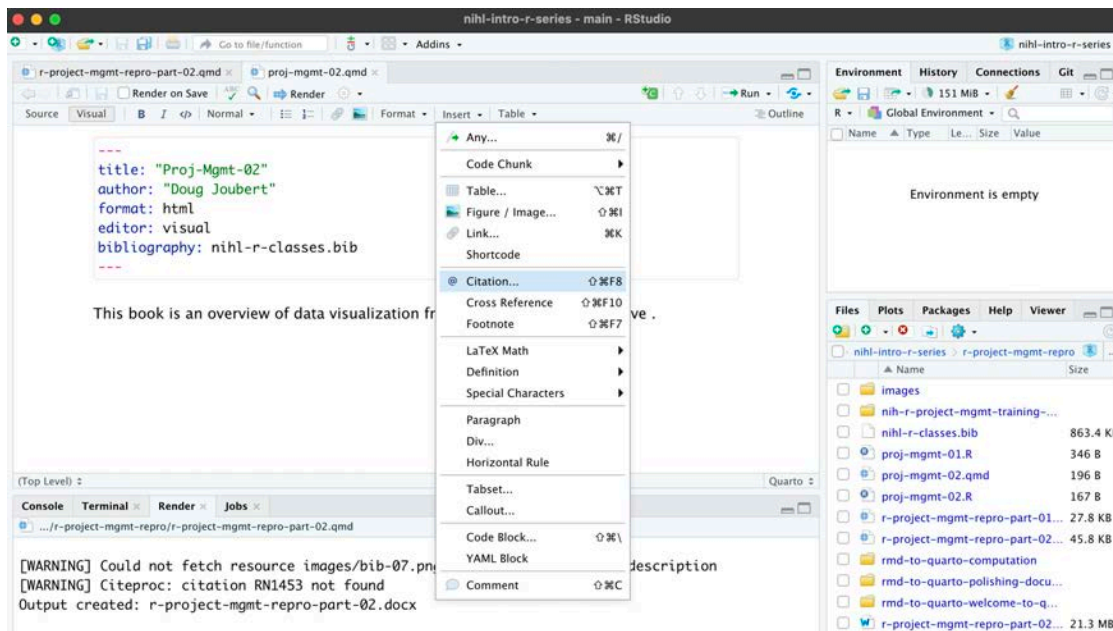 nihl-intro-r-series - main - RStudio
Go to file/function
Addins
nihl-intro-r-series
r-project-mgmt-repro-part-02.qmd
proj-mgmt-02.qmd
Render on Save
ABC
Render
Run
Source
Visual
B
I
</>
Normal
Format
Insert
Table
Outline
---
title: "Proj-Mgmt-02"
author: "Doug Joubert"
format: html
editor: visual
bibliography: nihl-r-classes.bib
---
This book is an overview of data visualization fr
ve .
Any... ⌘/
Code Chunk
Table... ⌥⌘T
Figure / Image... ⇧⌘I
Link... ⌘K
Shortcode
@ Citation... ⇧⌘F8
Cross Reference ⇧⌘F10
Footnote ⇧⌘F7
LaTeX Math
Definition
Special Characters
Paragraph
Div...
Horizontal Rule
Tabset...
Callout...
Code Block... ⇧⌘\
YAML Block
Comment ⇧⌘C
(Top Level)
Quarto
Console Terminal Render Jobs
.../r-project-mgmt-repro/r-project-mgmt-repro-part-02.qmd
[WARNING] Could not fetch resource images/bib-07.png
description
[WARNING] Citeproc: citation RN1453 not found
Output created: r-project-mgmt-repro-part-02.docx
Environment History Connections Git
151 MiB
R Global Environment
Name Type Le... Size Value
Environment is empty
Files Plots Packages Help Viewer
nihl-intro-r-series r-project-mgmt-repro
Name Size
images
nih-r-project-mgmt-training-...
nihl-r-classes.bib 863.4 K
proj-mgmt-01.R 346 B
proj-mgmt-02.qmd 196 B
proj-mgmt-02.R 167 B
r-project-mgmt-repro-part-01... 27.8 KB
r-project-mgmt-repro-part-02... 45.8 KB
rmd-to-quarto-computation
rmd-to-quarto-polishing-docu...
rmd-to-quarto-welcome-to-q...
r-project-mgmt-repro-part-02... 21.3 MB